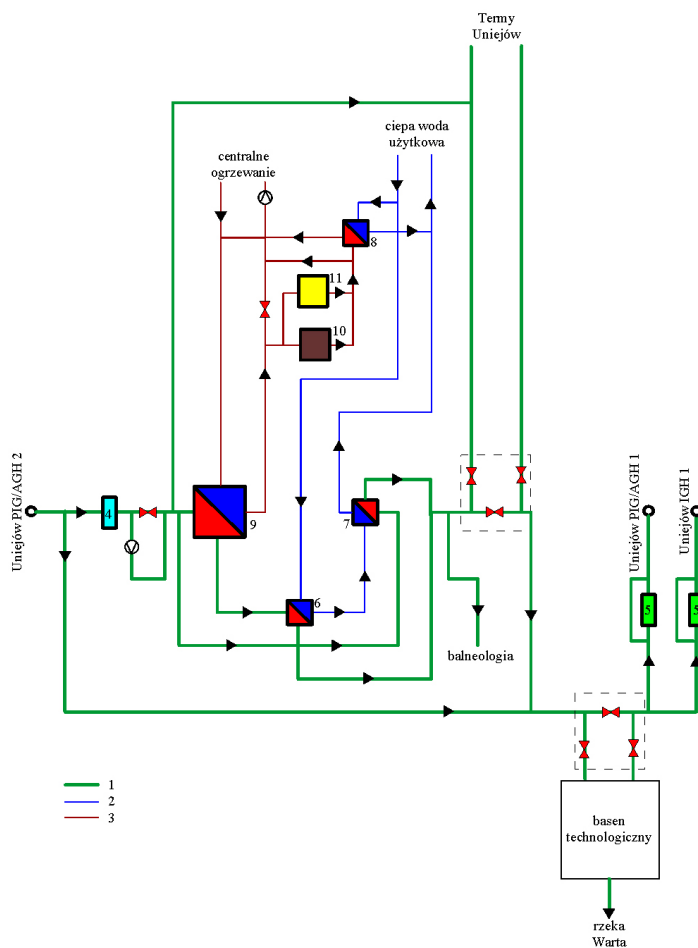 Termy
Uniejów
ciepa woda
użytkowa
centralne
ogrzewanie
8
11
10
Uniejów PIG/AGH 2
4
9
7
Uniejów PIG/AGH 1
Uniejów IGH 1
6
5
5
balneologia
1
2
3
basen
technologiczny
rzeka
Warta